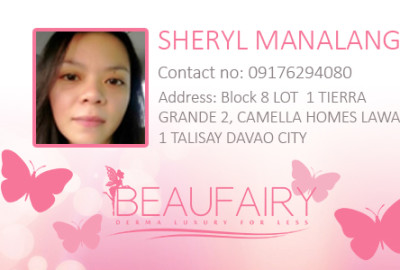 SHERYL MANALANG
Contact no: 09176294080
Address: Block 8 LOT 1 TIERRA
GRANDE 2, CAMELLA HOMES LAWA
1 TALISAY DAVAO CITY
BEAUFAIRY
DERMA LUXURY FOR LESS